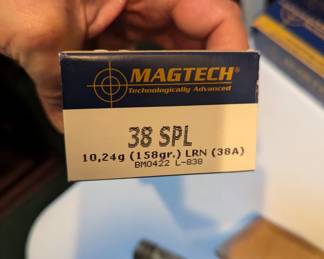 MAGTECH®
Technologically Advanced
38 SPL
10,24g (158gr.) LRN (38A)
BM0422 L-838